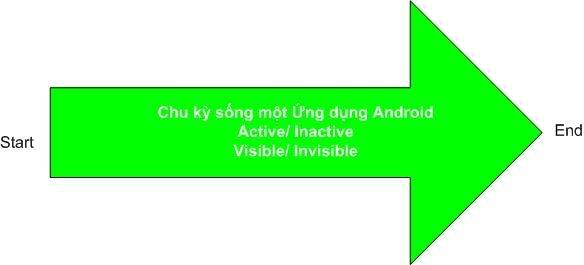 Chu kỳ sống một Ứng dụng Android
Active/ Inactive
Visible/ Invisible
Start
End